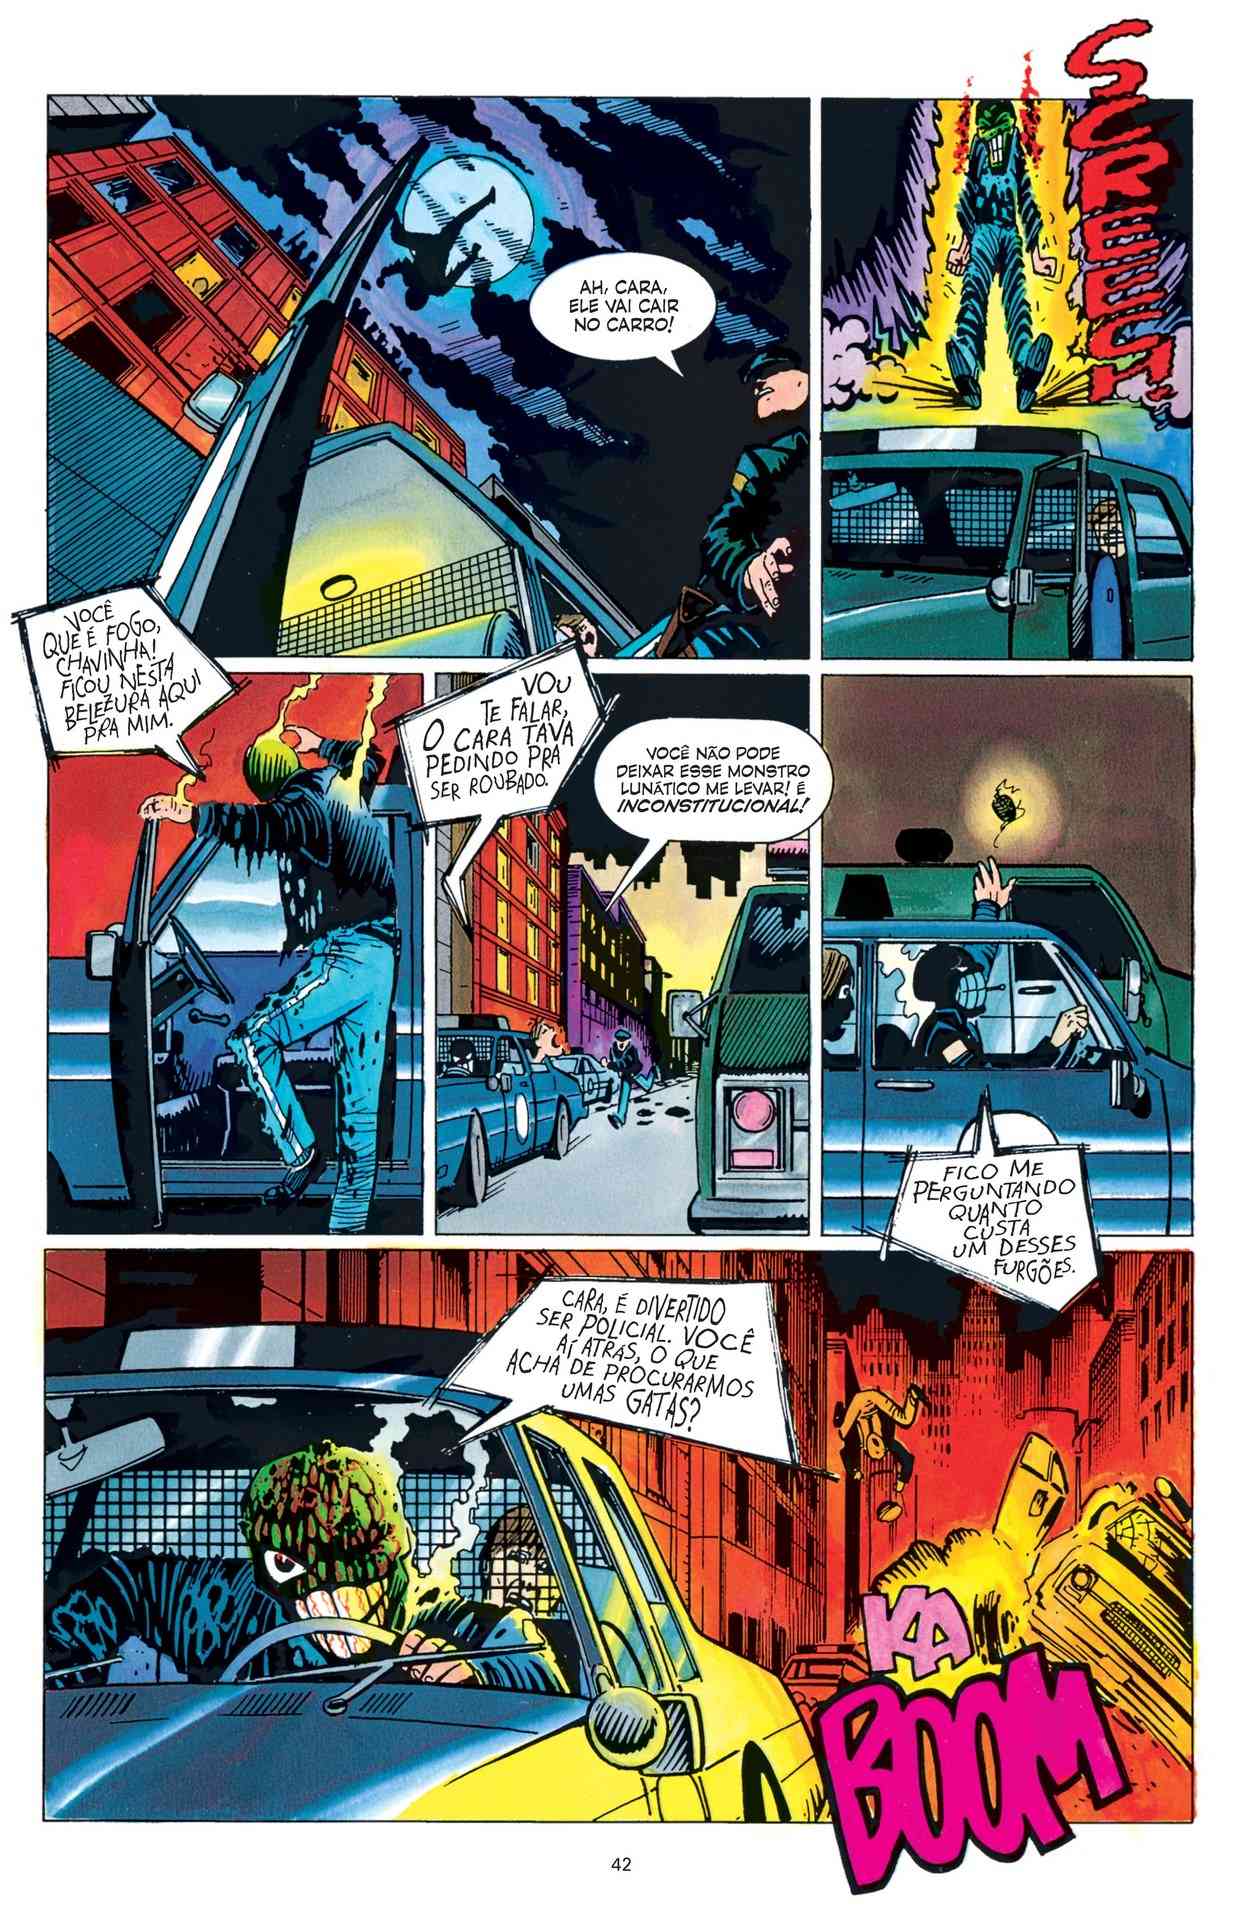 AH, CARA,
ELE VAI CAIR
NO CARRO!
SCREECH
VOCÊ
QUE É FOGO,
CHAVINHA!
FICOU NESTA
BELEZURA AQUI
PRA MIM.
VOU
TE FALAR,
O CARA TAVA
PEDINDO PRA
SER ROUBADO.
VOCÊ NÃO PODE
DEIXAR ESSE MONSTRO
LUNÁTICO ME LEVAR! É
INCONSTITUCIONAL!
FICO ME
PERGUNTANDO
QUANTO
CUSTA
UM DESSES
FURGÕES.
CARA, É DIVERTIDO
SER POLICIAL. VOCÊ
AÍ ATRÁS, O QUE
ACHA DE PROCURARMOS
UMAS GATAS?
KA
BOOM
42